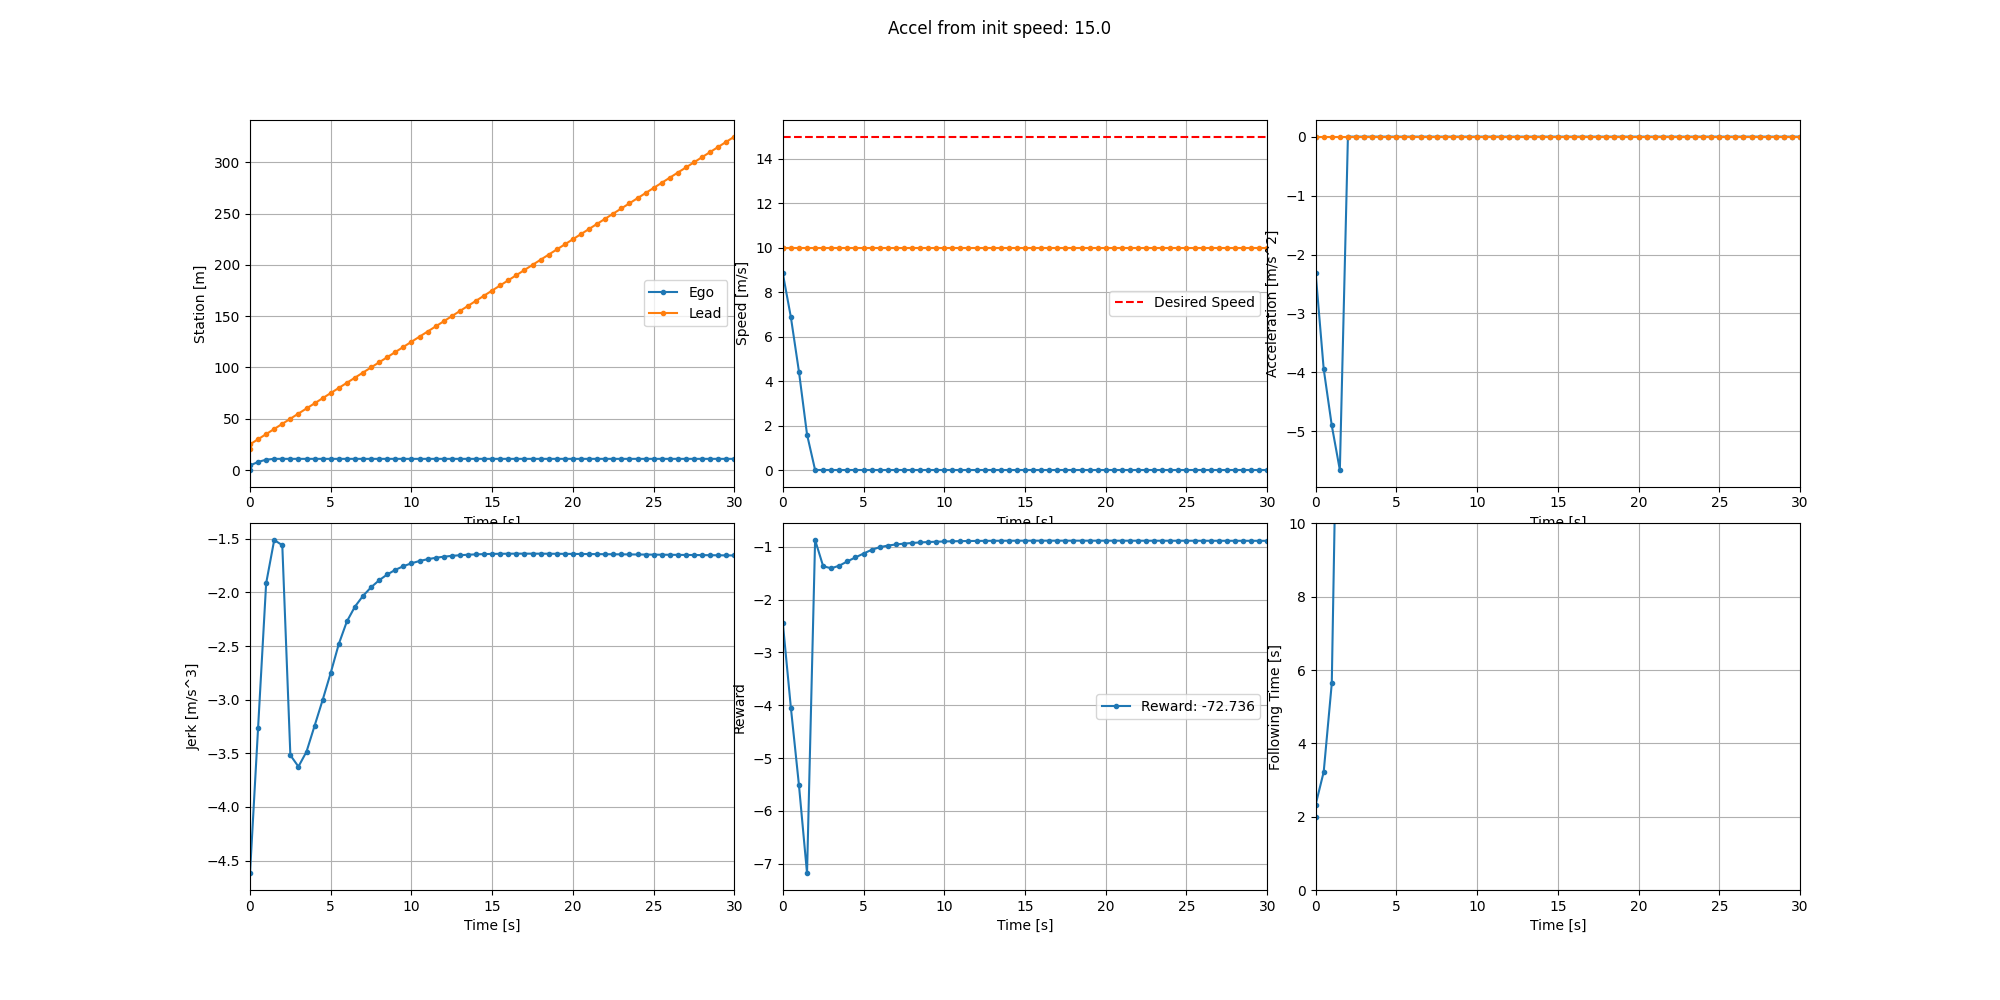 Accel from init speed: 15.0
Station [m]
300
250
200
150
100
50
0
Ego
Lead
0 5 10 15 20 25 30
Time [s]
Speed [m/s]
14
12
10
8
6
4
2
0
Desired Speed
0 5 10 15 20 25 30
Time [s]
Acceleration [m/s^2]
0
−1
−2
−3
−4
−5
0 5 10 15 20 25 30
Time [s]
Jerk [m/s^3]
−1.5
−2.0
−2.5
−3.0
−3.5
−4.0
−4.5
0 5 10 15 20 25 30
Time [s]
Reward
−1
−2
−3
−4
−5
−6
−7
Reward: -72.736
0 5 10 15 20 25 30
Time [s]
Following Time [s]
10
8
6
4
2
0
0 5 10 15 20 25 30
Time [s]